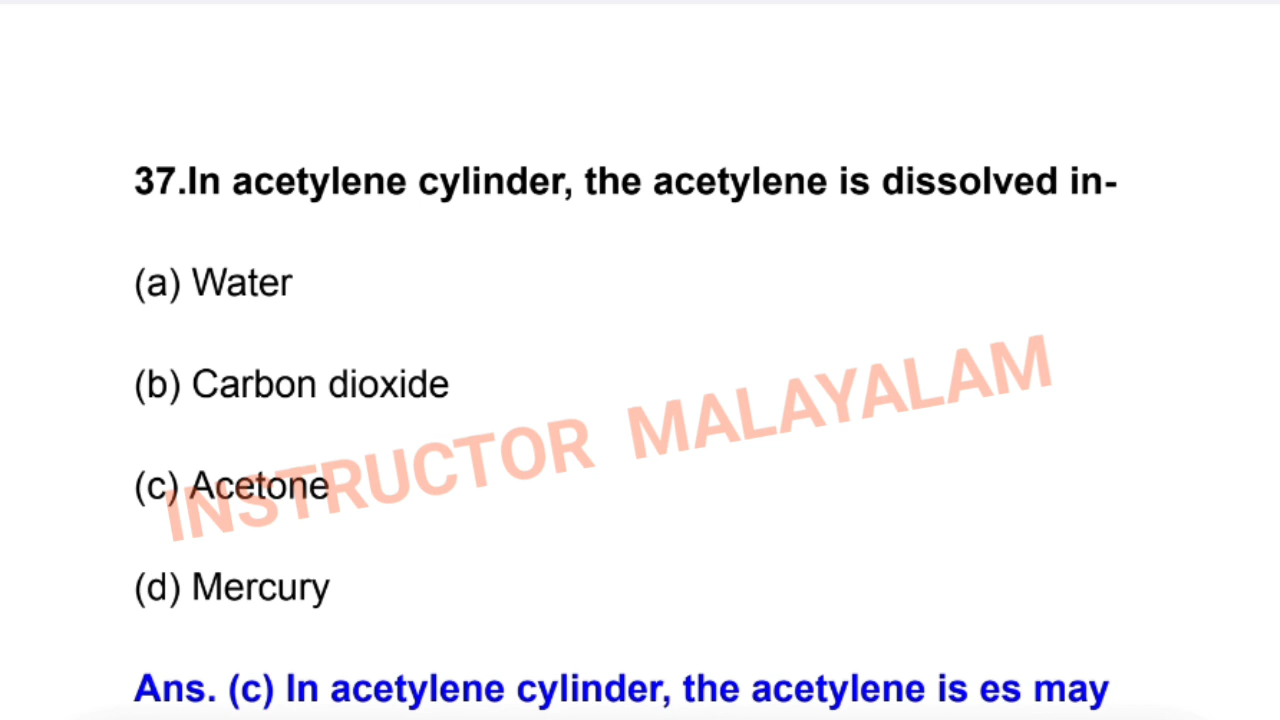 37.In acetylene cylinder, the acetylene is dissolved in-
(a) Water
(b) Carbon dioxide
INSTRUCTOR MALAYALAM
(c) Acetone
(d) Mercury
Ans. (c) In acetylene cylinder, the acetylene is es may